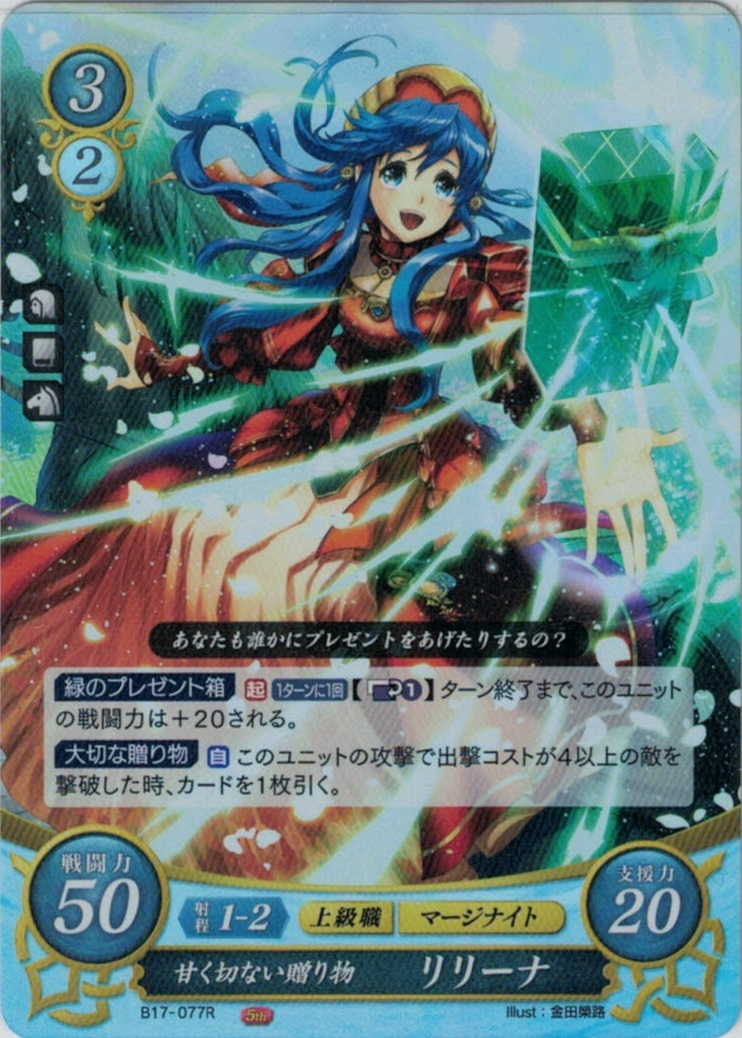 3
2
あなたも誰かにプレゼントをあげたりするの？
緑のプレゼント箱 起 1ターンに1回 【 1 】 ターン終了まで、このユニット
の戦闘力は＋20される。
大切な贈り物 自 このユニットの攻撃で出撃コストが4以上の敵を
撃破した時、カードを1枚引く。
戦闘力
50
射程 1-2
上級職
マージナイト
支援力
20
甘く切ない贈り物 リリーナ
B17-077R 5th Illust：金田榮路